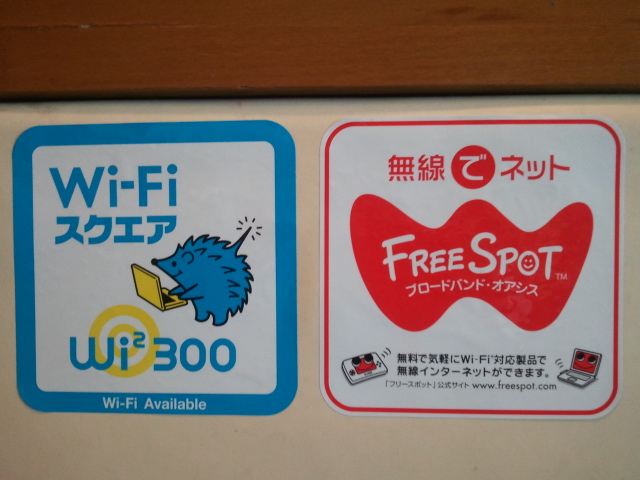 Wi-Fi
スクエア
Wi2 300
Wi-Fi Available
無線でネット
FREE SPOT TM
ブロードバンド・オアシス
無料で気軽にWi-Fi対応製品で
無線インターネットができます。
「フリースポット」公式サイト www.freespot.com